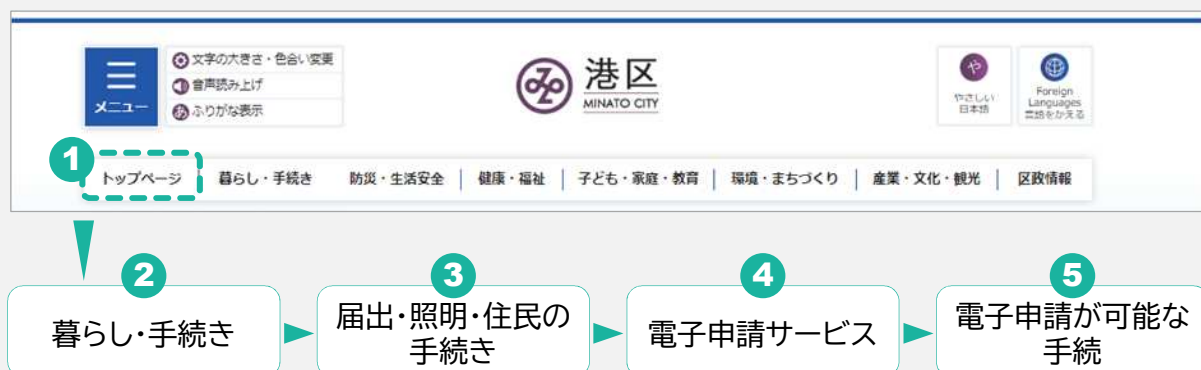 メニュー
文字の大きさ・色合い変更
音声読み上げ
ふりがな表示
港区
MINATO CITY
や
やさしい
日本語
Foreign
Languages
言語をかえる
1
トップページ
暮らし・手続き
防災・生活安全
健康・福祉
子ども・家庭・教育
環境・まちづくり
産業・文化・観光
区政情報
2
暮らし・手続き
3
届出・照明・住民の
手続き
4
電子申請サービス
5
電子申請が可能な
手続